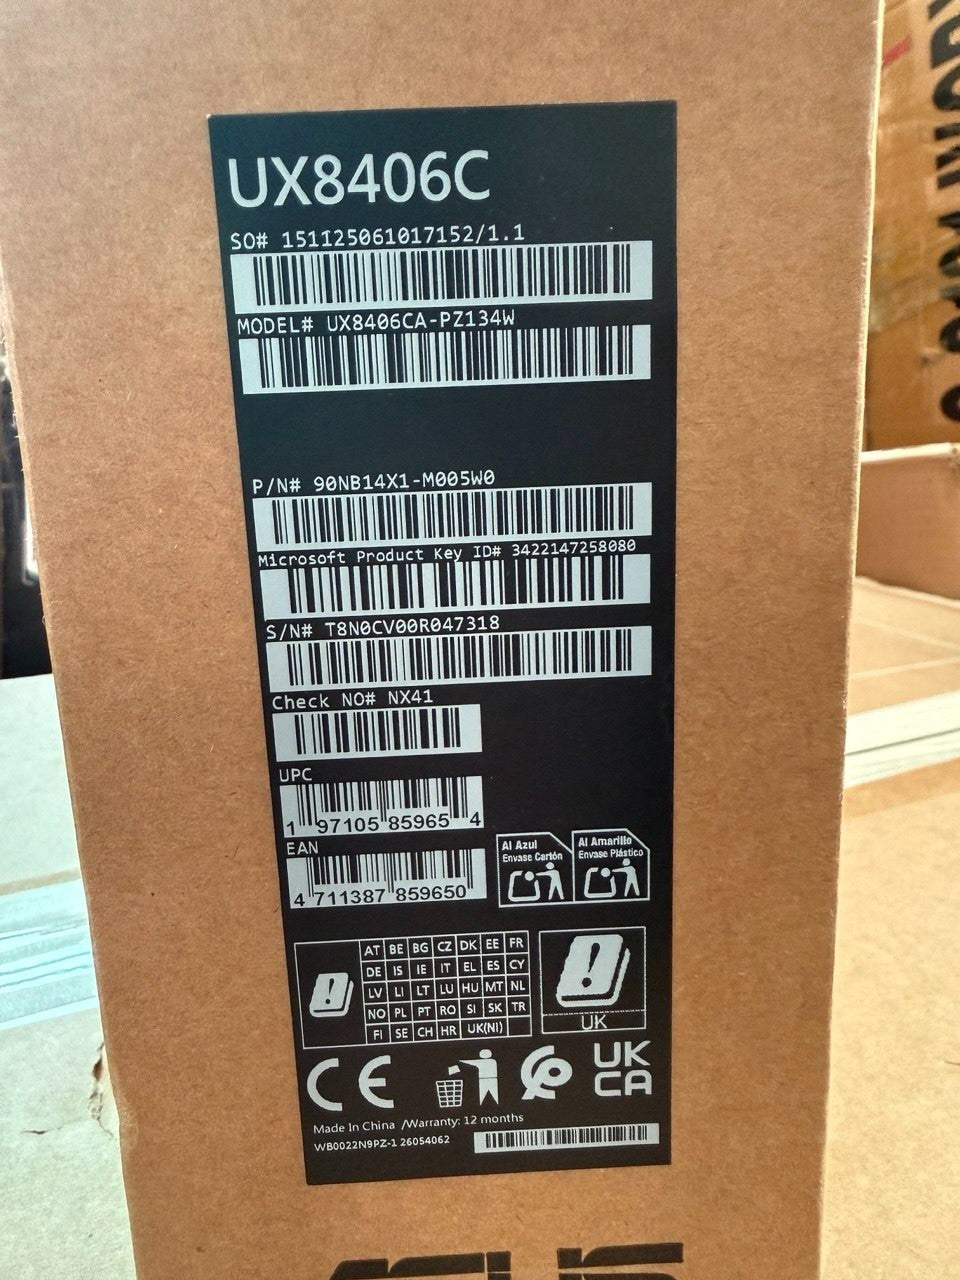 UX8406C
SO# 151I25061017152/1.1
MODEL# UX8406CA-PZ134W
P/N# 90NB14X1-M005W0
Microsoft Product Key ID# 3422147258080
S/N# T8N0CV00R047318
Check NO# NX41
UPC
1 97105 85965 4
EAN
4 711387 859650
Al Azul
Envase Cartón
Al Amarillo
Envase Plástico
AT BE BG CZ DK EE FR
DE IS IE IT EL ES CY
LV LI LT LU HU MT NL
NO PL PT RO SI SK TR
FI SE CH HR UK(NI)
UK
CE
UK
CA
Made In China /Warranty: 12 months
WB0022N9PZ-1 26054062